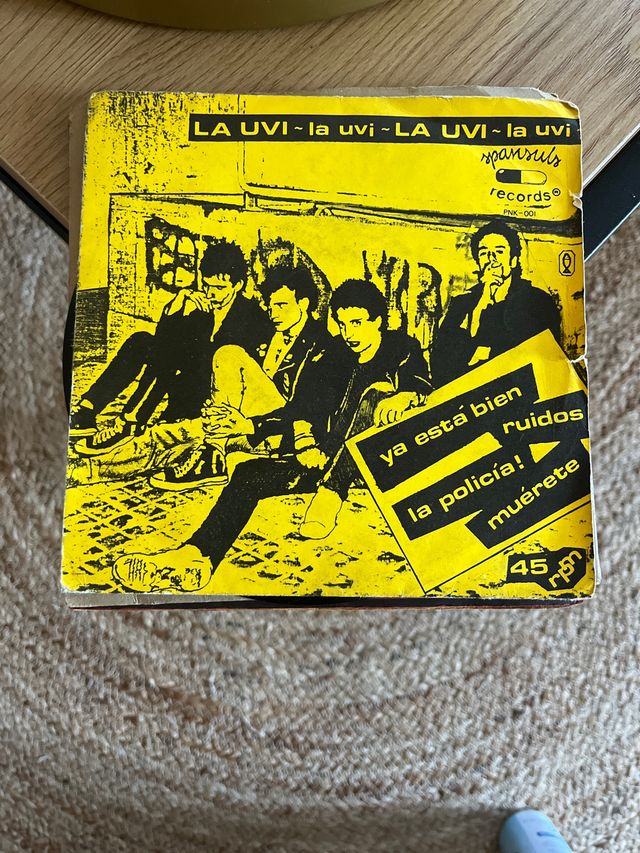 LA UVI ~ la uvi ~ LA UVI ~ la uvi
spansuls
records®
PNK-001
ya está bien
ruidos
la policía!
muérete
45 rpm